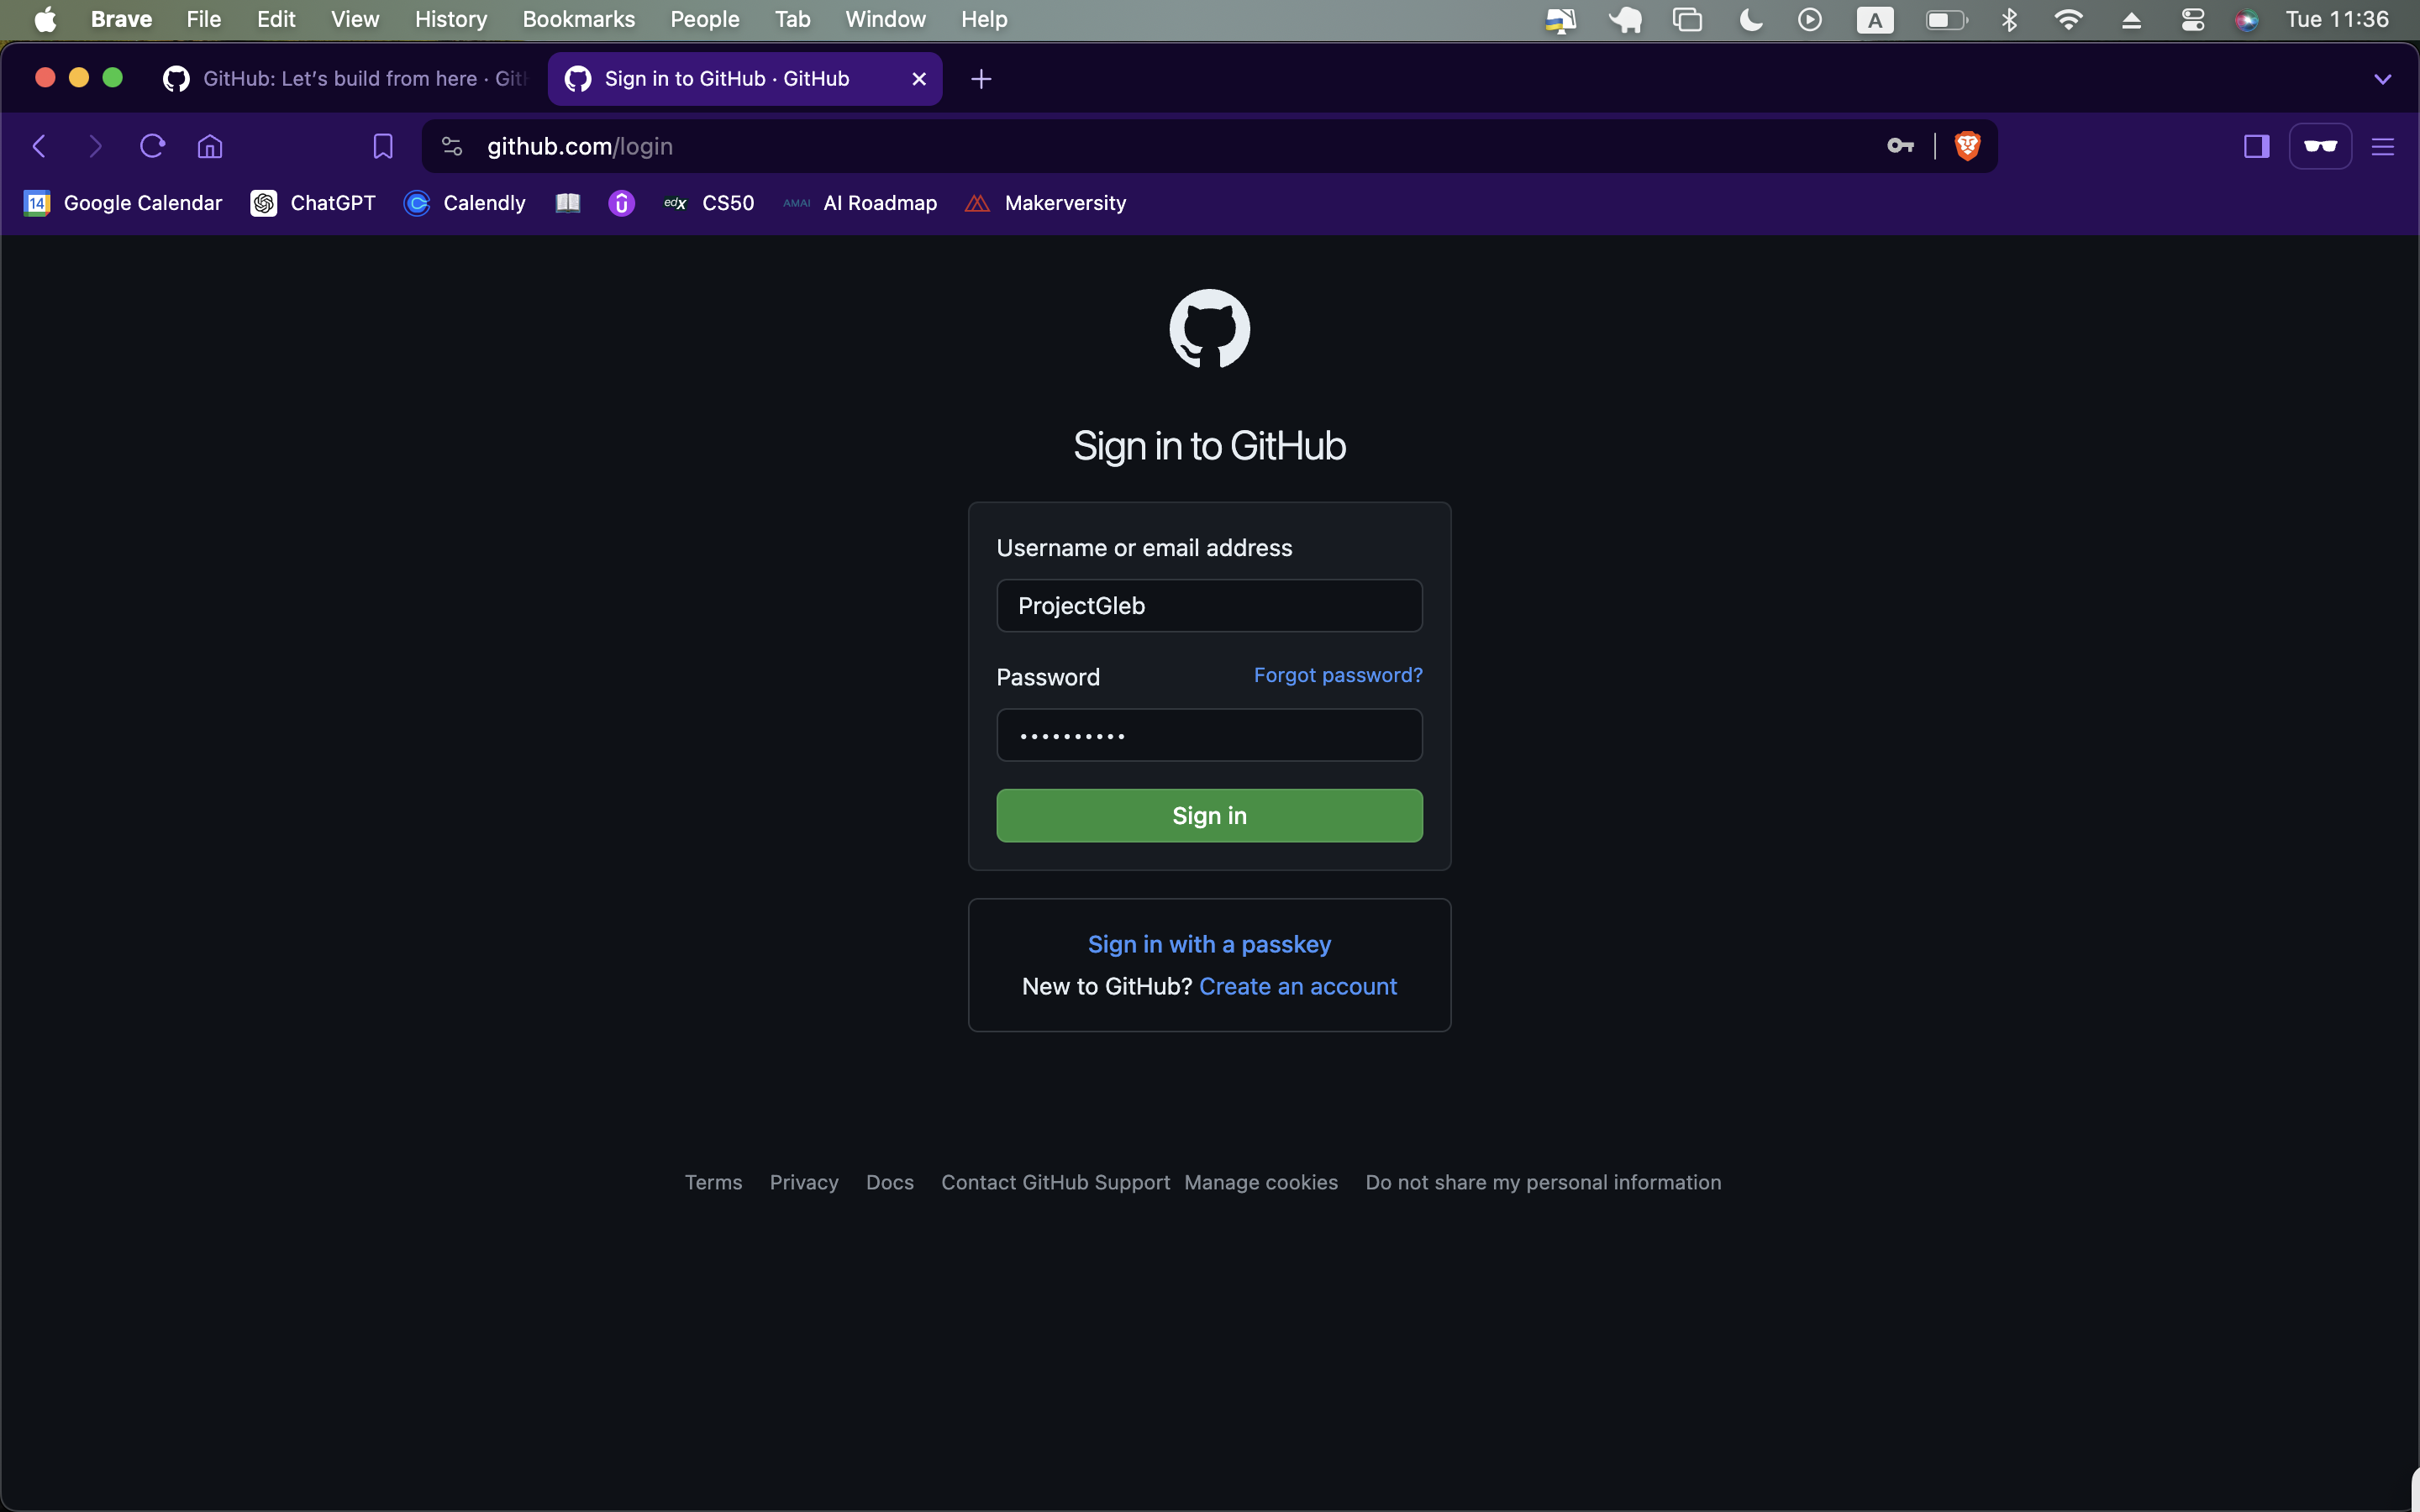 Brave File Edit View History Bookmarks People Tab Window Help A Tue 11:36
GitHub: Let’s build from here · Sign in to GitHub · GitHub
github.com/login
14 Google Calendar ChatGPT Calendly edX CS50 AMAI AI Roadmap Makerversity
Sign in to GitHub
Username or email address
ProjectGleb
Password Forgot password?
Sign in
Sign in with a passkey
New to GitHub? Create an account
Terms Privacy Docs Contact GitHub Support Manage cookies Do not share my personal information